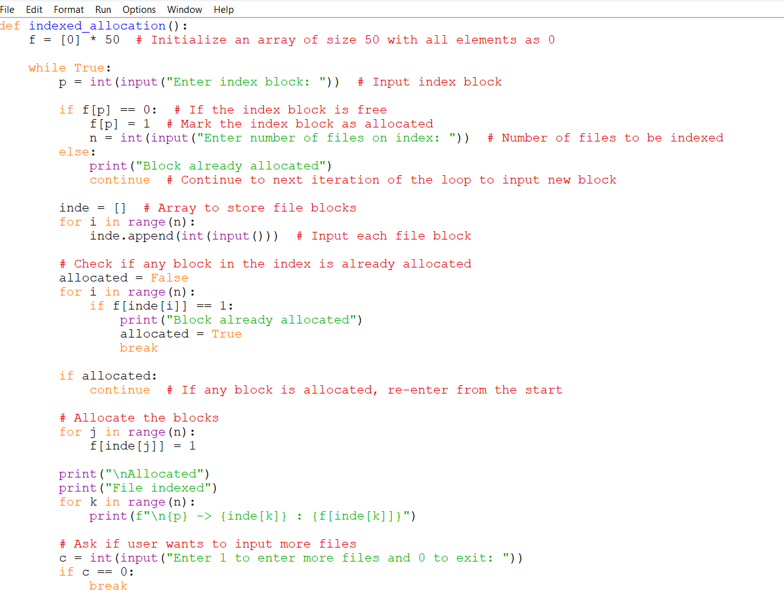 File Edit Format Run Options Window Help
def indexed_allocation():
    f = [0] * 50  # Initialize an array of size 50 with all elements as 0

    while True:
        p = int(input("Enter index block: "))  # Input index block

        if f[p] == 0:  # If the index block is free
            f[p] = 1  # Mark the index block as allocated
            n = int(input("Enter number of files on index: "))  # Number of files to be indexed
        else:
            print("Block already allocated")
            continue  # Continue to next iteration of the loop to input new block

        inde = []  # Array to store file blocks
        for i in range(n):
            inde.append(int(input()))  # Input each file block

        # Check if any block in the index is already allocated
        allocated = False
        for i in range(n):
            if f[inde[i]] == 1:
                print("Block already allocated")
                allocated = True
                break

        if allocated:
            continue  # If any block is allocated, re-enter from the start

        # Allocate the blocks
        for j in range(n):
            f[inde[j]] = 1

        print("\nAllocated")
        print("File indexed")
        for k in range(n):
            print(f"\n{p} -> {inde[k]} : {f[inde[k]]}")

        # Ask if user wants to input more files
        c = int(input("Enter 1 to enter more files and 0 to exit: "))
        if c == 0:
            break